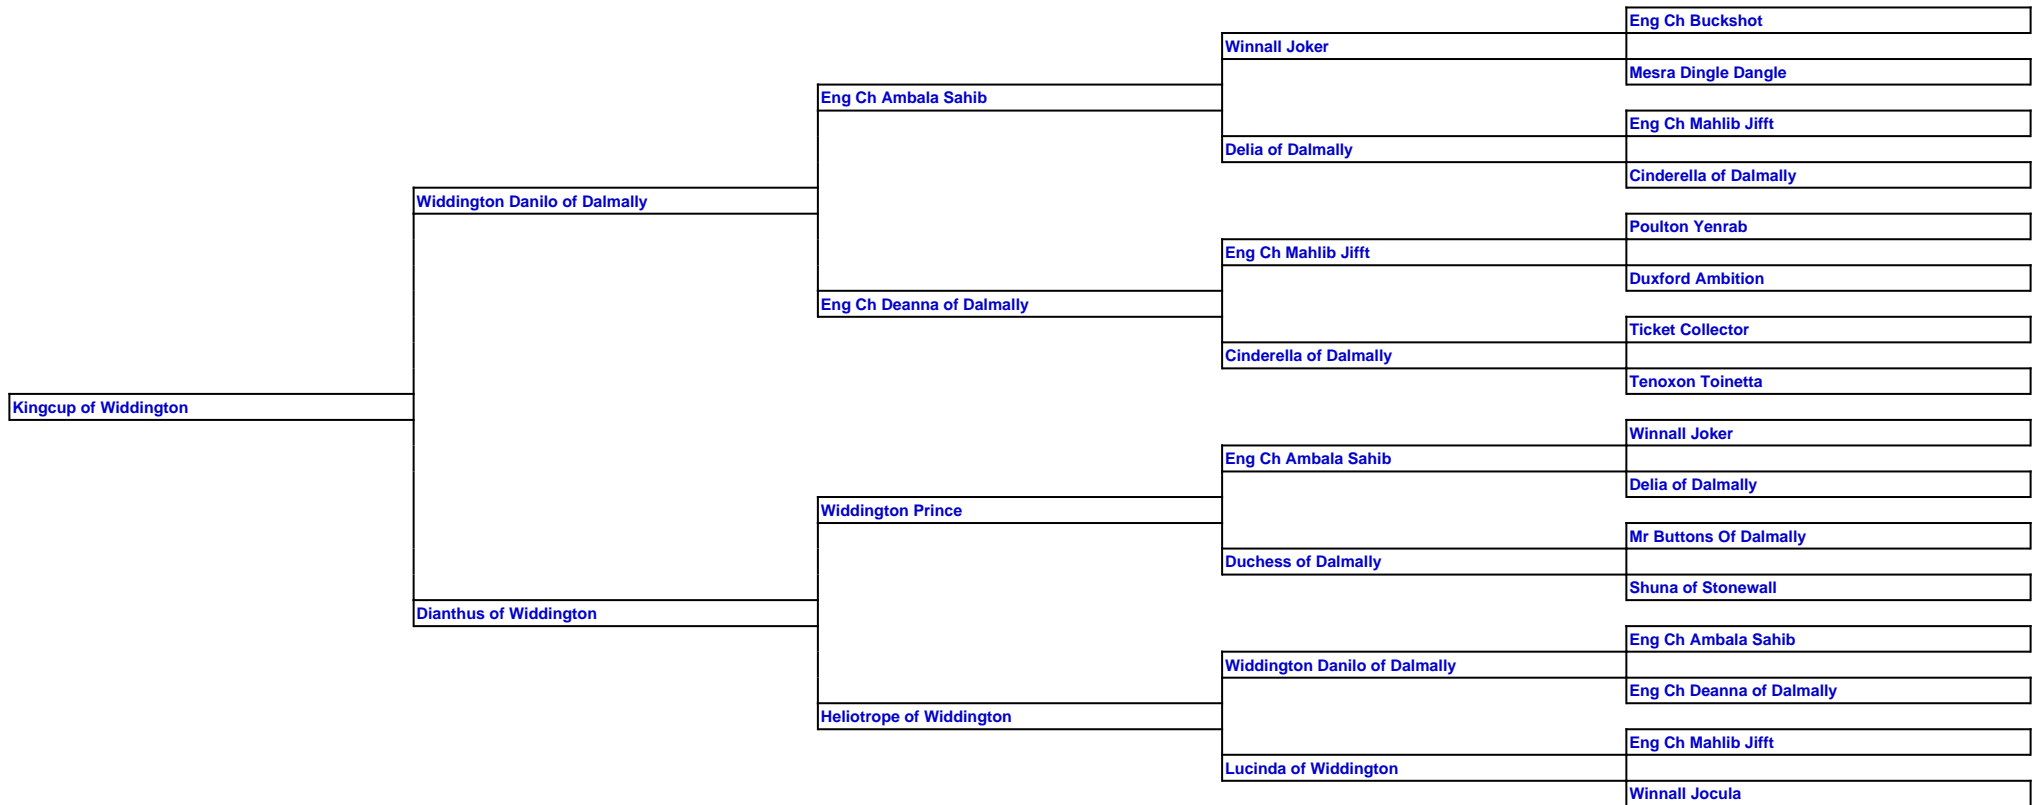 Eng Ch Buckshot
Winnall Joker
Mesra Dingle Dangle
Eng Ch Ambala Sahib
Eng Ch Mahlib Jifft
Delia of Dalmally
Cinderella of Dalmally
Widdington Danilo of Dalmally
Poulton Yenrab
Eng Ch Mahlib Jifft
Duxford Ambition
Eng Ch Deanna of Dalmally
Ticket Collector
Cinderella of Dalmally
Tenoxon Toinetta
Kingcup of Widdington
Winnall Joker
Eng Ch Ambala Sahib
Delia of Dalmally
Widdington Prince
Mr Buttons Of Dalmally
Duchess of Dalmally
Shuna of Stonewall
Dianthus of Widdington
Eng Ch Ambala Sahib
Widdington Danilo of Dalmally
Eng Ch Deanna of Dalmally
Heliotrope of Widdington
Eng Ch Mahlib Jifft
Lucinda of Widdington
Winnall Jocula